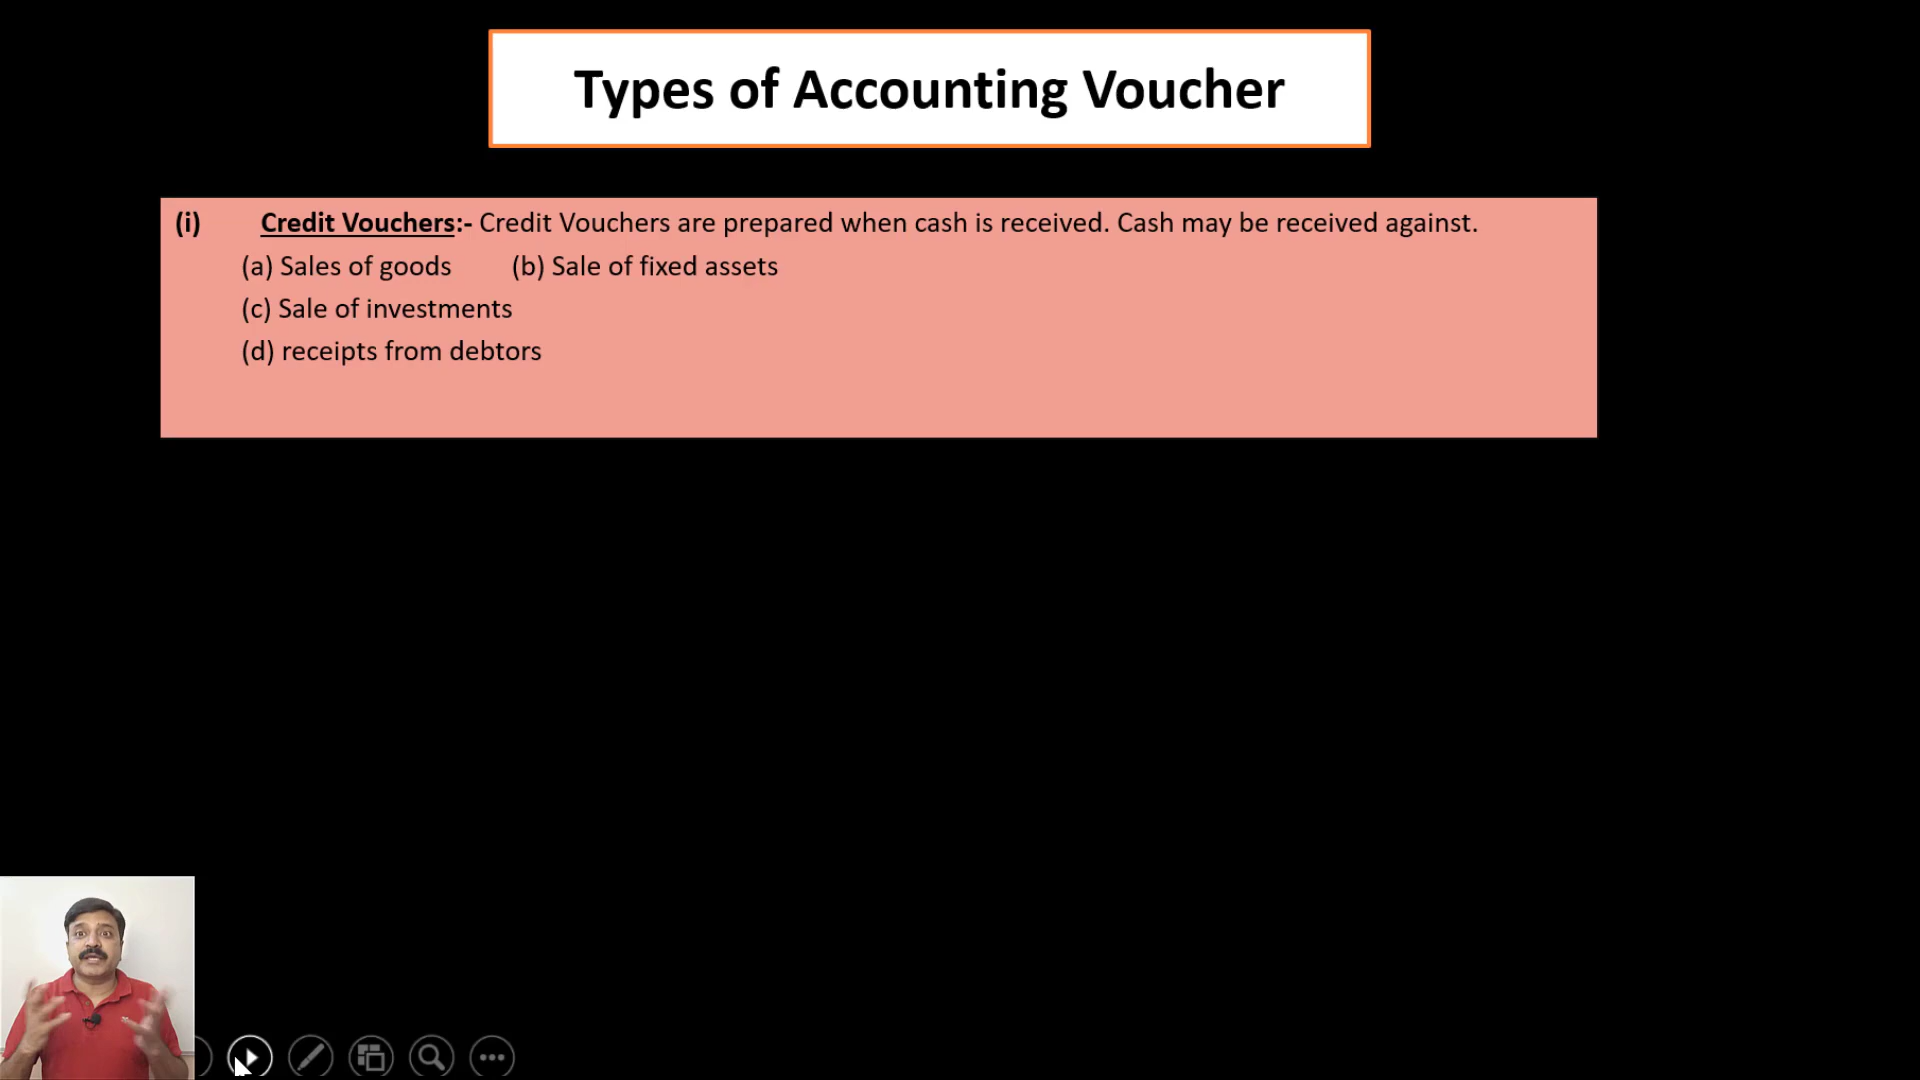 Types of Accounting Voucher
(i) Credit Vouchers:- Credit Vouchers are prepared when cash is received. Cash may be received against.
(a) Sales of goods (b) Sale of fixed assets
(c) Sale of investments
(d) receipts from debtors